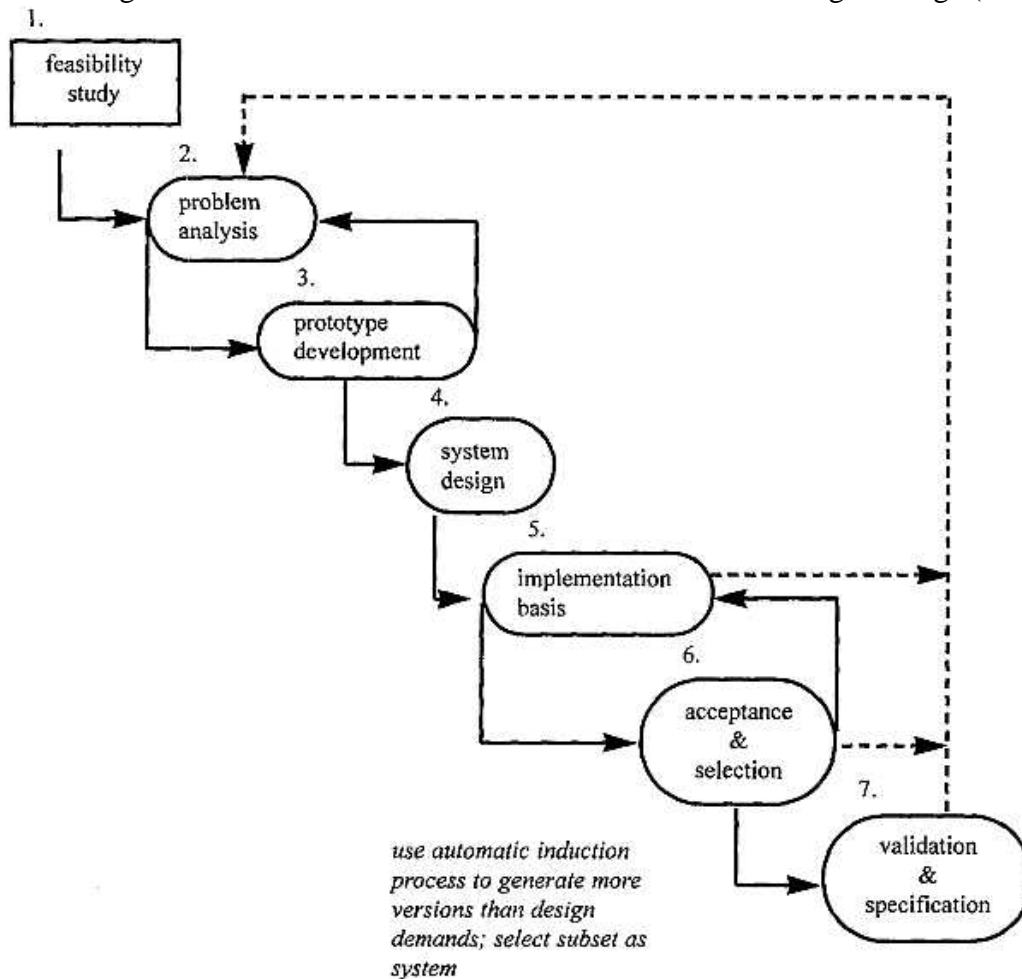 1.
feasibility
study
2.
problem
analysis
3.
prototype
development
4.
system
design
5.
implementation
basis
6.
acceptance
&
selection
7.
validation
&
specification
use automatic induction
process to generate more
versions than design
demands; select subset as
system